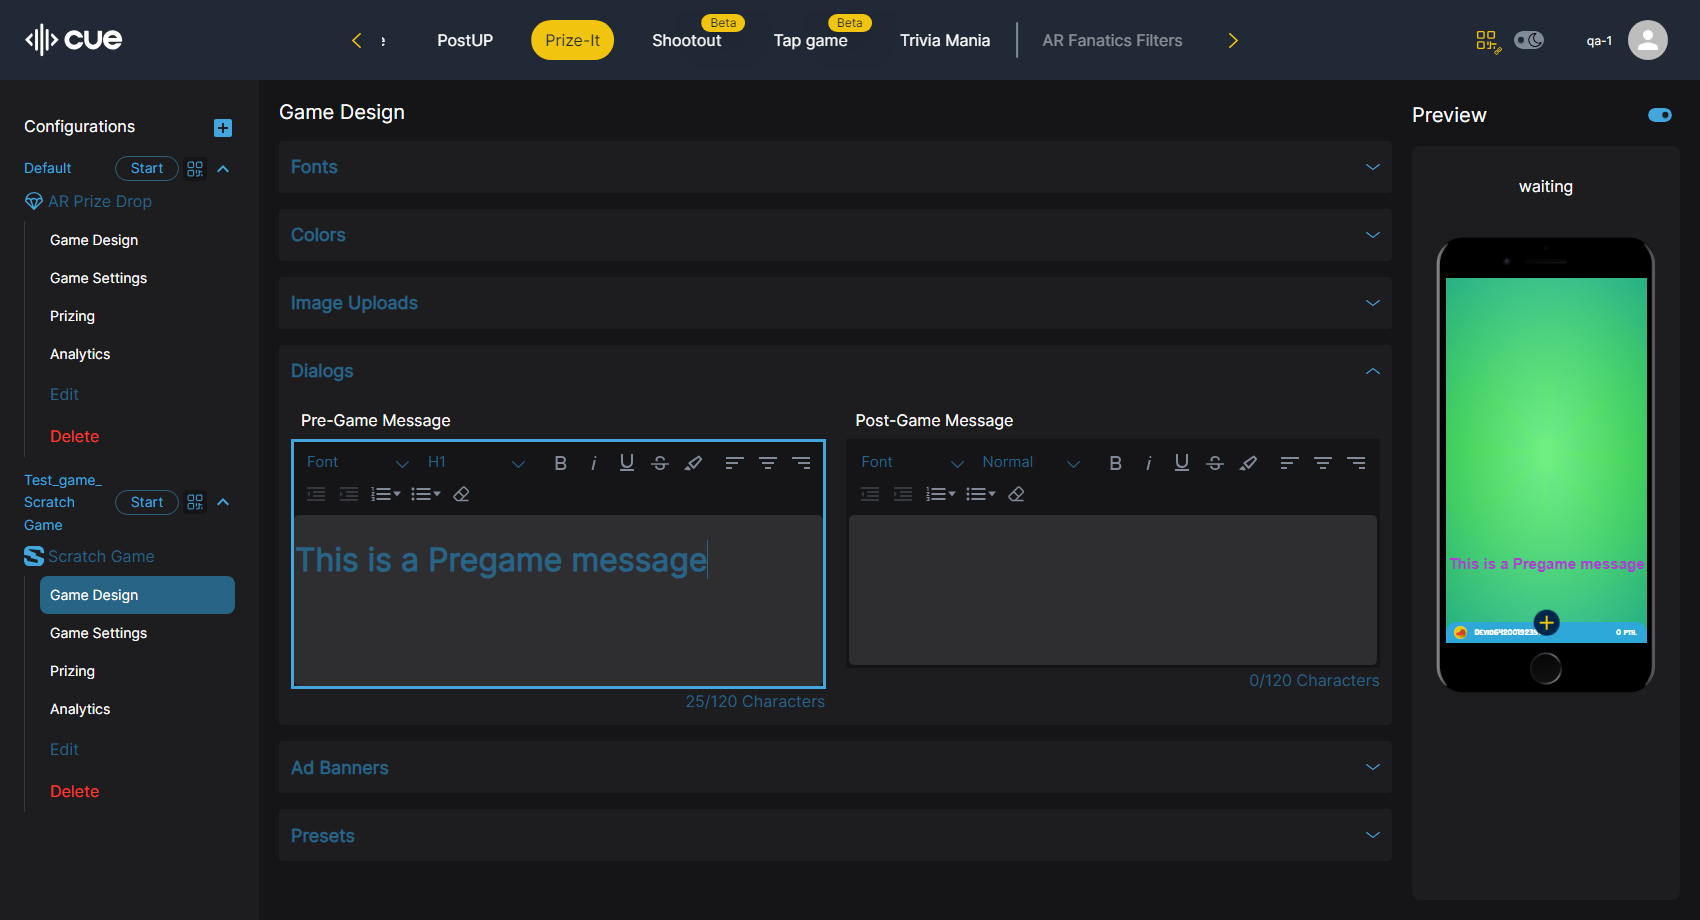 cue
PostUP
Prize-It
Beta
Shootout
Beta
Tap game
Trivia Mania
AR Fanatics Filters
qa-1
Configurations
Default
Start
AR Prize Drop
Game Design
Game Settings
Prizing
Analytics
Edit
Delete
Test_game_
Scratch
Game
Start
Scratch Game
Game Design
Game Settings
Prizing
Analytics
Edit
Delete
Game Design
Fonts
Colors
Image Uploads
Dialogs
Pre-Game Message
Font H1
This is a Pregame message
25/120 Characters
Post-Game Message
Font Normal
0/120 Characters
Ad Banners
Presets
Preview
waiting
This is a Pregame message
0 PTS.